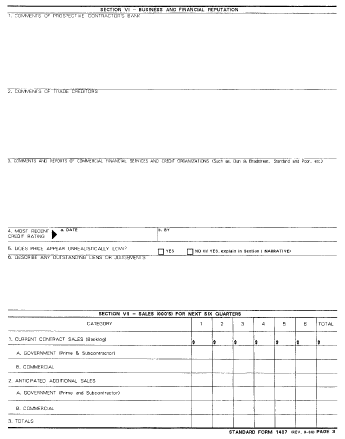 SECTION VI - BUSINESS AND FINANCIAL REPUTATION
1. COMMENTS OF PROSPECTIVE CONTRACTOR'S BANK
2. COMMENTS OF TRADE CREDITORS
3. COMMENTS AND REPORTS OF COMMERCIAL FINANCIAL SERVICES AND CREDIT ORGANIZATIONS (Such as, Dun & Bradstreet, Standard and Poor, etc.)
4. MOST RECENT CREDIT RATING
a. DATE
b. BY
5. DOES PRICE APPEAR UNREALISTICALLY LOW?
YES
NO (If YES, explain in Section I NARRATIVE)
6. DESCRIBE ANY OUTSTANDING LIENS OR JUDGEMENTS
SECTION VII - SALES (000'S) FOR NEXT SIX QUARTERS
CATEGORY 1 2 3 4 5 6 TOTAL
1. CURRENT CONTRACT SALES (Backlog) $ $ $ $ $ $ $
A. GOVERNMENT (Prime & Subcontractor)
B. COMMERCIAL
2. ANTICIPATED ADDITIONAL SALES
A. GOVERNMENT (Prime and Subcontractor)
B. COMMERCIAL
3. TOTALS
STANDARD FORM 1407 (REV. 9-88) PAGE 3